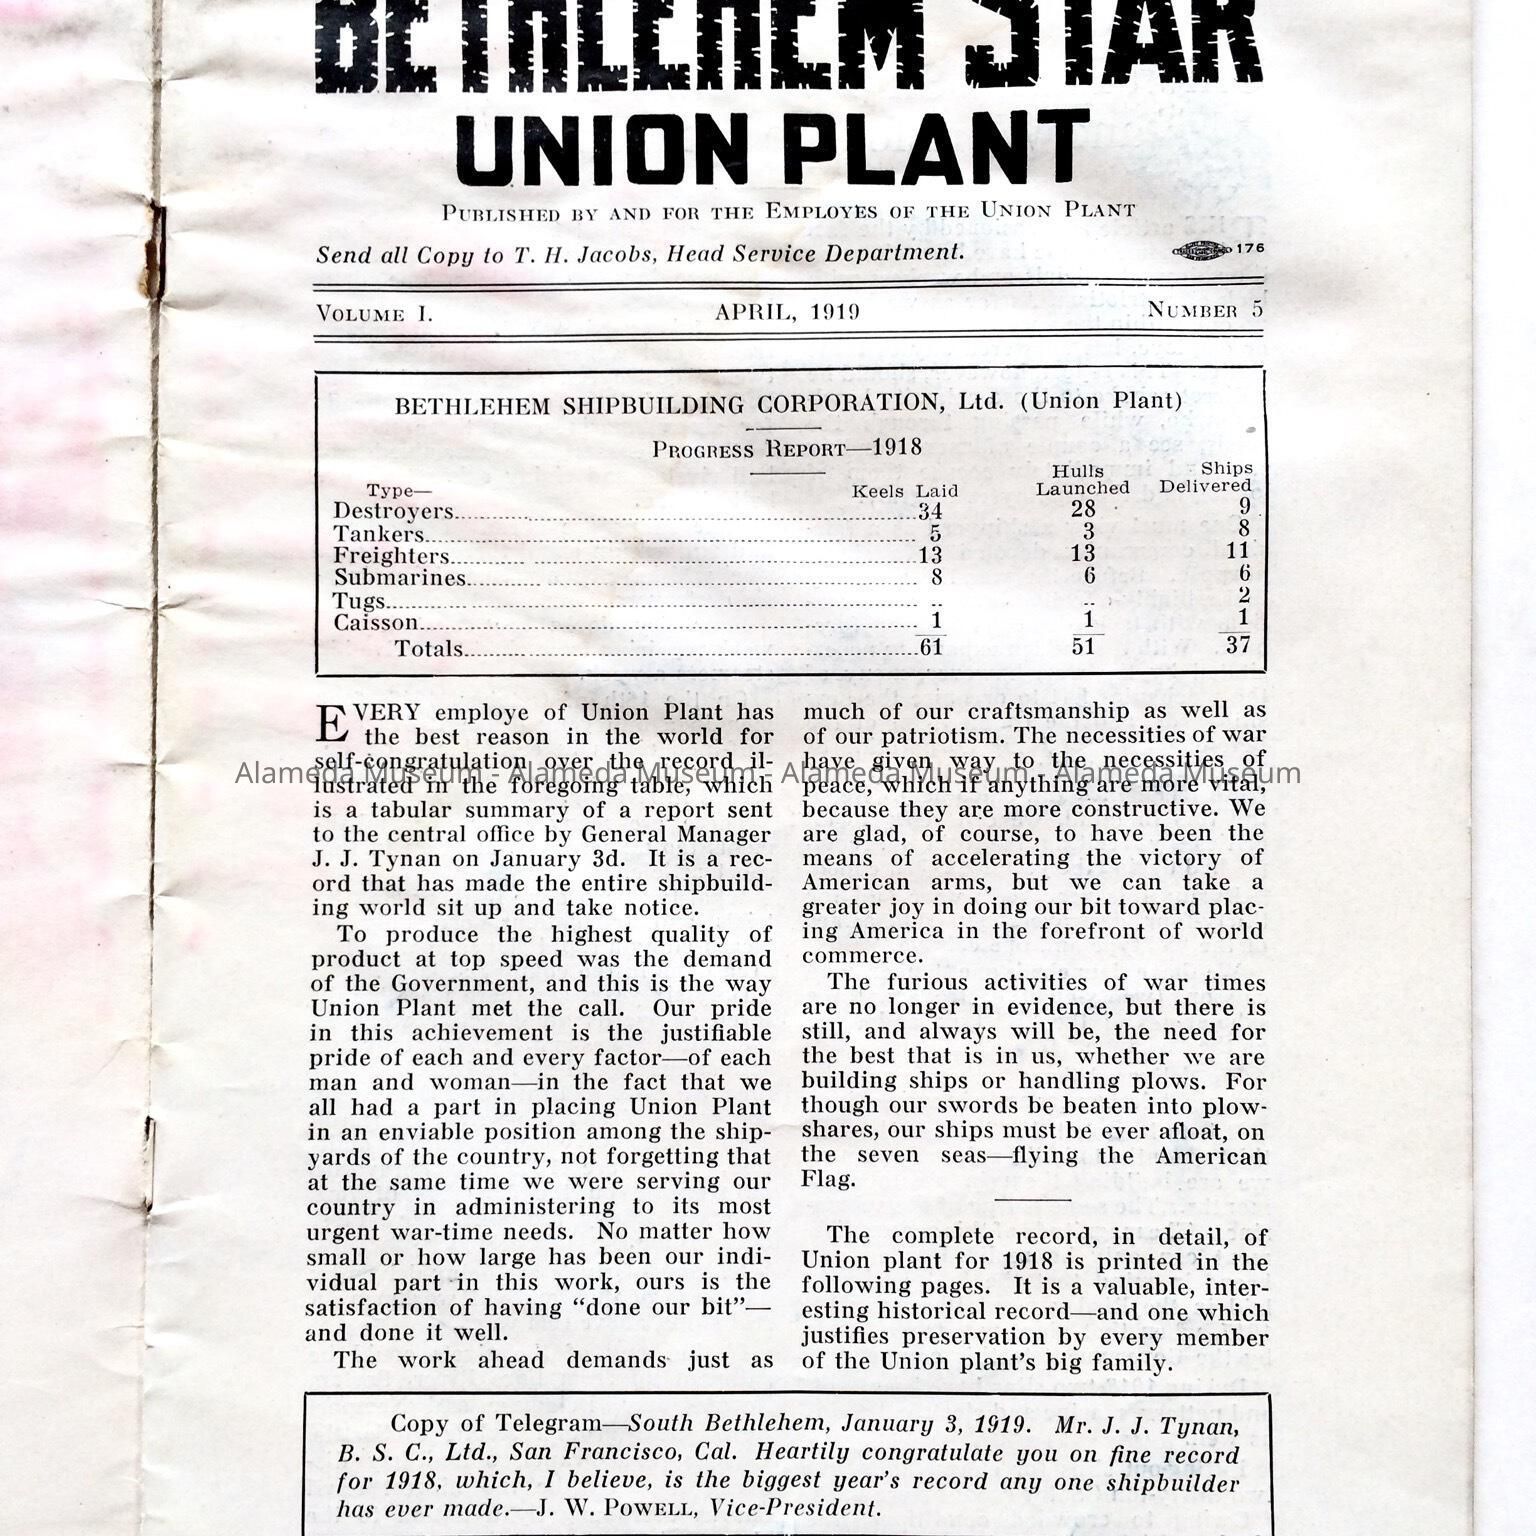 BETHLEHEM STAR
UNION PLANT
PUBLISHED BY AND FOR THE EMPLOYES OF THE UNION PLANT
Send all Copy to T. H. Jacobs, Head Service Department.
176
VOLUME I. APRIL, 1919 NUMBER 5
BETHLEHEM SHIPBUILDING CORPORATION, Ltd. (Union Plant)
PROGRESS REPORT—1918
Type— Keels Laid Hulls Launched Ships Delivered
Destroyers 34 28 9
Tankers 5 3 8
Freighters 13 13 11
Submarines 8 6 6
Tugs .. .. 2
Caisson 1 1 1
Totals 61 51 37
EVERY employe of Union Plant has
the best reason in the world for
self-congratulation over the record il-
lustrated in the foregoing table, which
is a tabular summary of a report sent
to the central office by General Manager
J. J. Tynan on January 3d. It is a rec-
ord that has made the entire shipbuild-
ing world sit up and take notice.
To produce the highest quality of
product at top speed was the demand
of the Government, and this is the way
Union Plant met the call. Our pride
in this achievement is the justifiable
pride of each and every factor—of each
man and woman—in the fact that we
all had a part in placing Union Plant
in an enviable position among the ship-
yards of the country, not forgetting that
at the same time we were serving our
country in administering to its most
urgent war-time needs. No matter how
small or how large has been our indi-
vidual part in this work, ours is the
satisfaction of having “done our bit”—
and done it well.
The work ahead demands just as
much of our craftsmanship as well as
of our patriotism. The necessities of war
have given way to the necessities of
peace, which if anything are more vital,
because they are more constructive. We
are glad, of course, to have been the
means of accelerating the victory of
American arms, but we can take a
greater joy in doing our bit toward plac-
ing America in the forefront of world
commerce.
The furious activities of war times
are no longer in evidence, but there is
still, and always will be, the need for
the best that is in us, whether we are
building ships or handling plows. For
though our swords be beaten into plow-
shares, our ships must be ever afloat, on
the seven seas—flying the American
Flag.
The complete record, in detail, of
Union plant for 1918 is printed in the
following pages. It is a valuable, inter-
esting historical record—and one which
justifies preservation by every member
of the Union plant's big family.
Alameda Museum - Alameda Museum - Alameda Museum - Alameda Museum
Copy of Telegram—South Bethlehem, January 3, 1919. Mr. J. J. Tynan,
B. S. C., Ltd., San Francisco, Cal. Heartily congratulate you on fine record
for 1918, which, I believe, is the biggest year's record any one shipbuilder
has ever made.—J. W. POWELL, Vice-President.